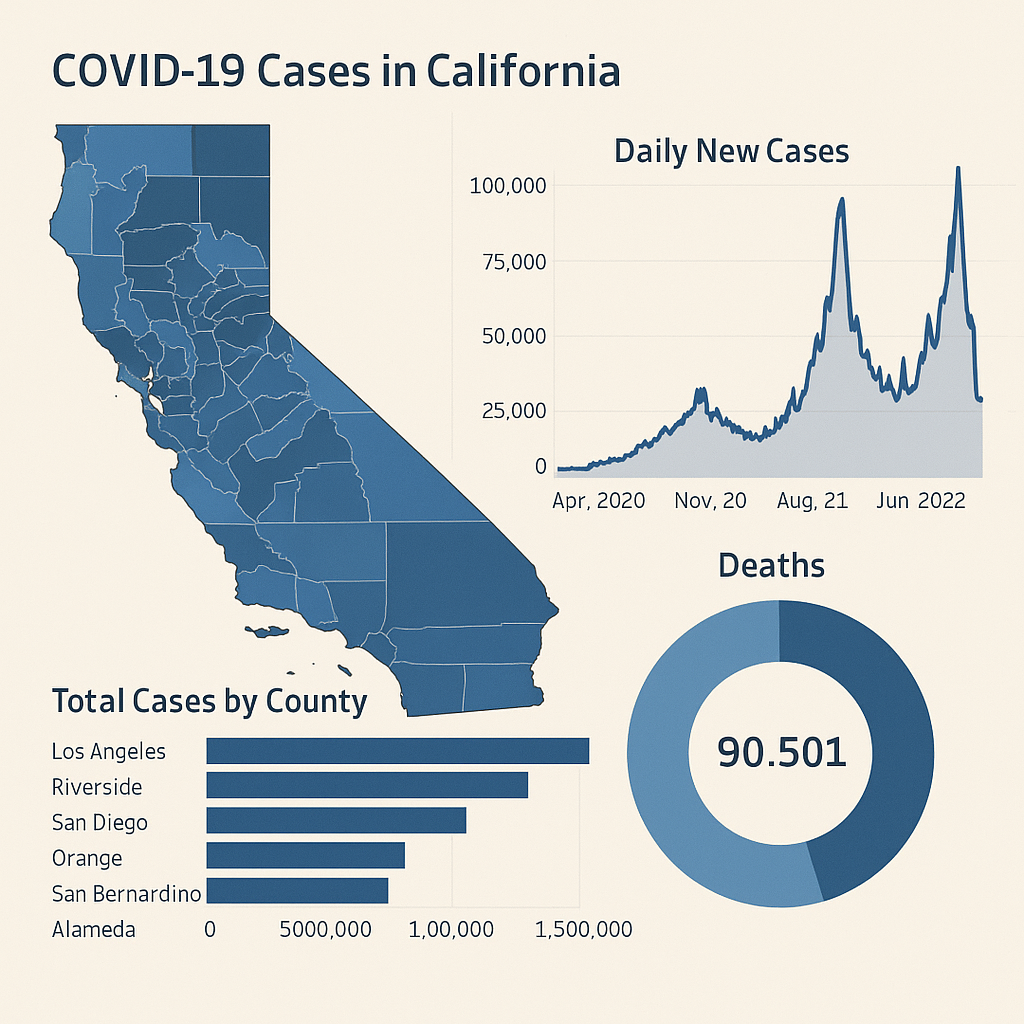 COVID-19 Cases in California
Daily New Cases
100,000
75,000
50,000
25,000
0
Apr, 2020 Nov, 20 Aug, 21 Jun 2022
Deaths
90.501
Total Cases by County
Los Angeles
Riverside
San Diego
Orange
San Bernardino
Alameda
0 5000,000 1,00,000 1,500,000